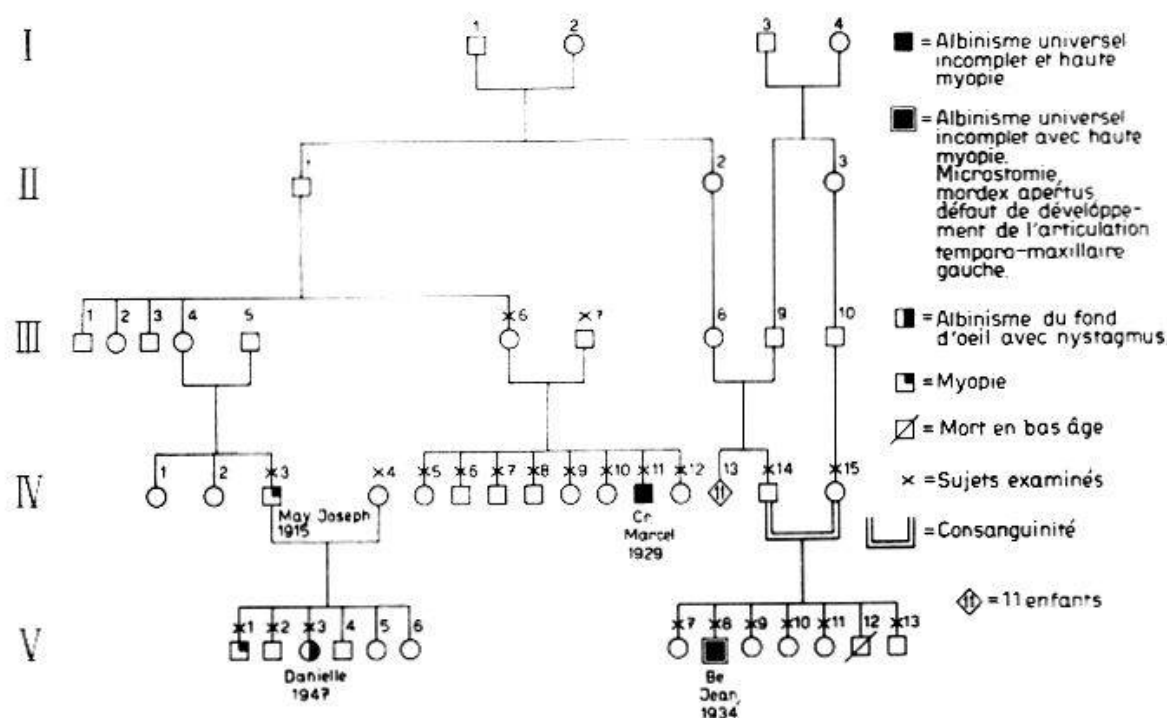 I
1
2
3
4
II
1
2
3
III
1
2
3
4
5
6
7
6
9
10
IV
1
2
3
4
5
6
7
8
9
10
11
12
13
14
15
11
May Joseph
1915
Cr.
Marcel
1929
V
1
2
3
4
5
6
7
8
9
10
11
12
13
Danielle
1947
Be
Jean,
1934
= Albinisme universel
incomplet et haute
myopie
= Albinisme universel
incomplet avec haute
myopie.
Microstomie,
mordex apertus,
défaut de développe-
ment de l'articulation
temporo-maxillaire
gauche.
= Albinisme du fond
d'oeil avec nystagmus.
= Myopie
= Mort en bas âge
× = Sujets examinés
= Consanguinité
11 = 11 enfants